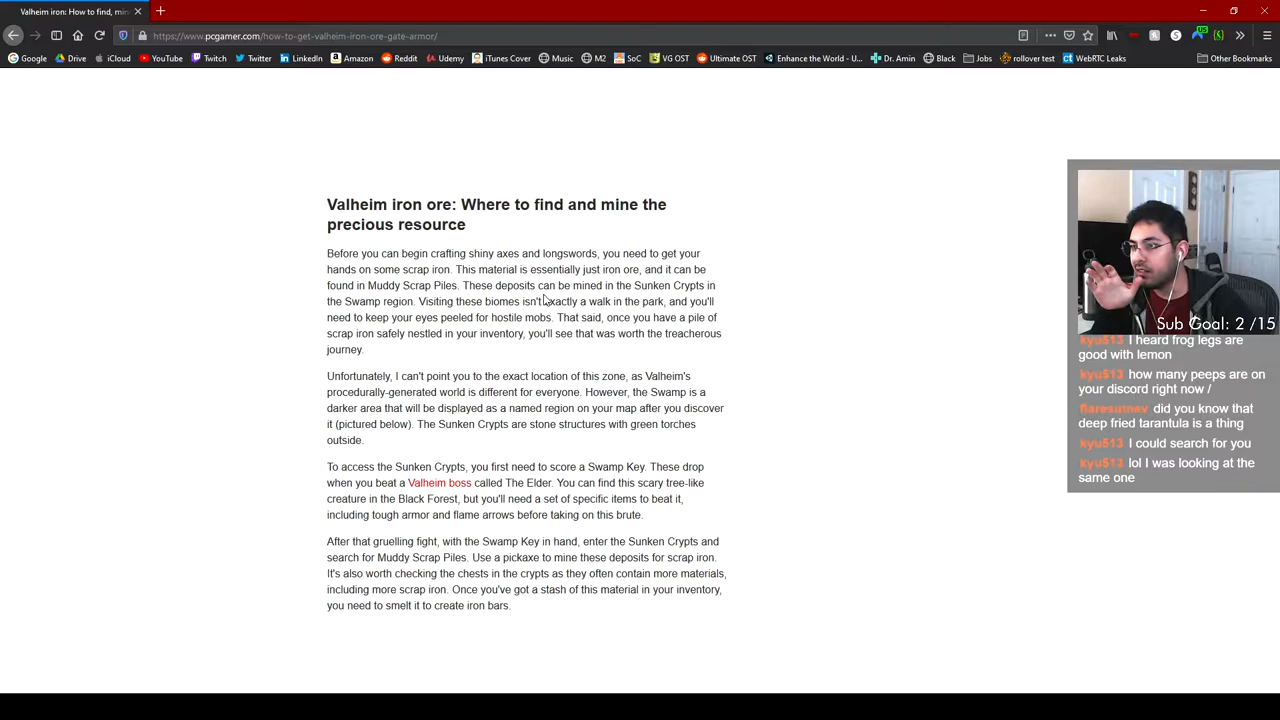 Valheim iron: How to find, min
https://www.pcgamer.com/how-to-get-valheim-iron-ore-gate-armor/
Google Drive iCloud YouTube Twitch Twitter LinkedIn Amazon Reddit Udemy iTunes Cover Music M2 SoC VG OST Ultimate OST Enhance the World - U... Dr. Amin Black Jobs rollover test WebRTC Leaks Other Bookmarks
Valheim iron ore: Where to find and mine the
precious resource
Before you can begin crafting shiny axes and longswords, you need to get your
hands on some scrap iron. This material is essentially just iron ore, and it can be
found in Muddy Scrap Piles. These deposits can be mined in the Sunken Crypts in
the Swamp region. Visiting these biomes isn't exactly a walk in the park, and you'll
need to keep your eyes peeled for hostile mobs. That said, once you have a pile of
scrap iron safely nestled in your inventory, you'll see that was worth the treacherous
journey.
Unfortunately, I can't point you to the exact location of this zone, as Valheim's
procedurally-generated world is different for everyone. However, the Swamp is a
darker area that will be displayed as a named region on your map after you discover
it (pictured below). The Sunken Crypts are stone structures with green torches
outside.
To access the Sunken Crypts, you first need to score a Swamp Key. These drop
when you beat a Valheim boss called The Elder. You can find this scary tree-like
creature in the Black Forest, but you'll need a set of specific items to beat it,
including tough armor and flame arrows before taking on this brute.
After that gruelling fight, with the Swamp Key in hand, enter the Sunken Crypts and
search for Muddy Scrap Piles. Use a pickaxe to mine these deposits for scrap iron.
It's also worth checking the chests in the crypts as they often contain more materials,
including more scrap iron. Once you've got a stash of this material in your inventory,
you need to smelt it to create iron bars.
Sub Goal: 2 /15
kyu513 I heard frog legs are
good with lemon
kyu513 how many peeps are on
your discord right now /
did you know that
deep fried tarantula is a thing
kyu513 I could search for you
kyu513 lol I was looking at the
same one